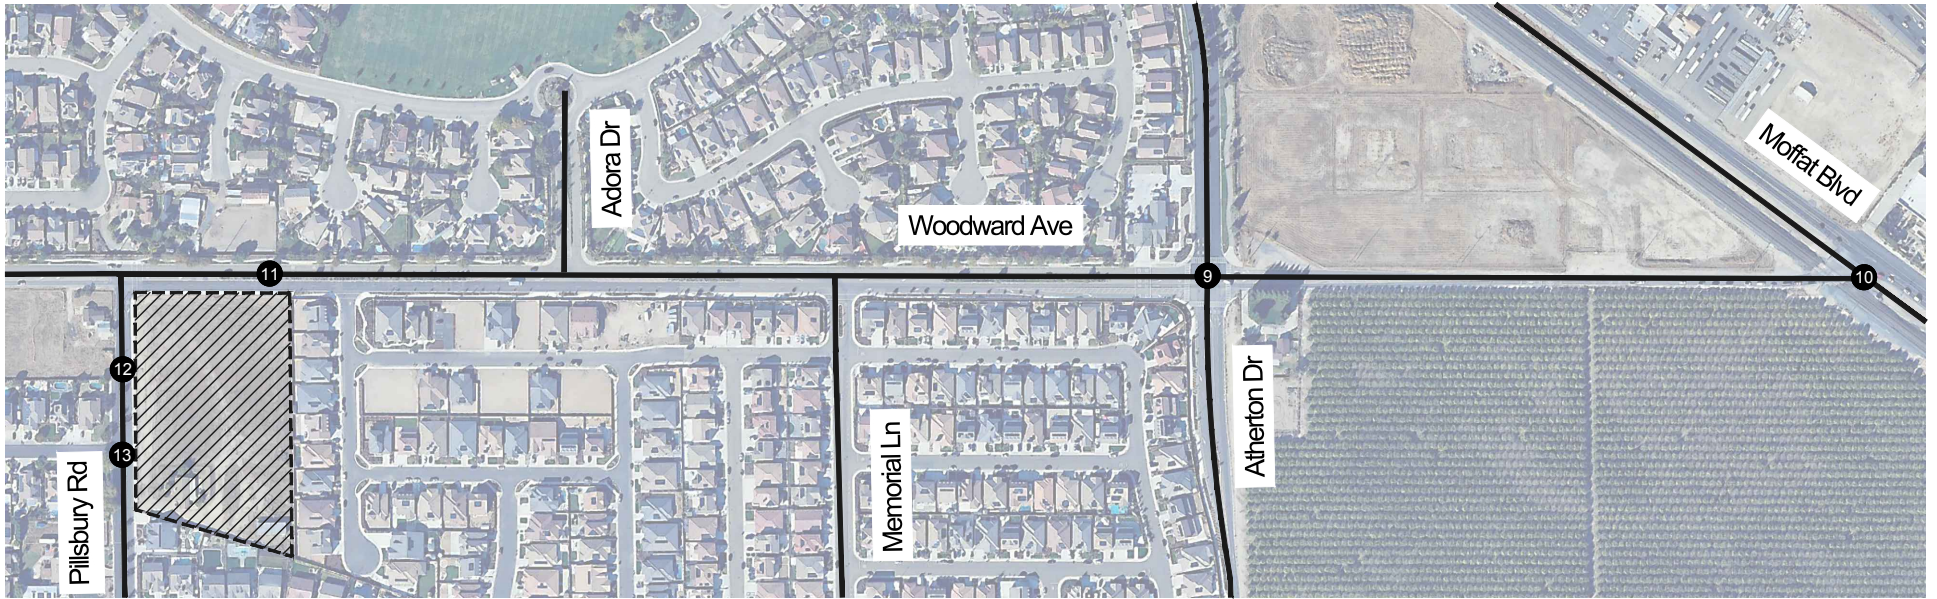 Adora Dr
Moffat Blvd
Woodward Ave
11
9
10
12
13
Atherton Dr
Memorial Ln
Pillsbury Rd